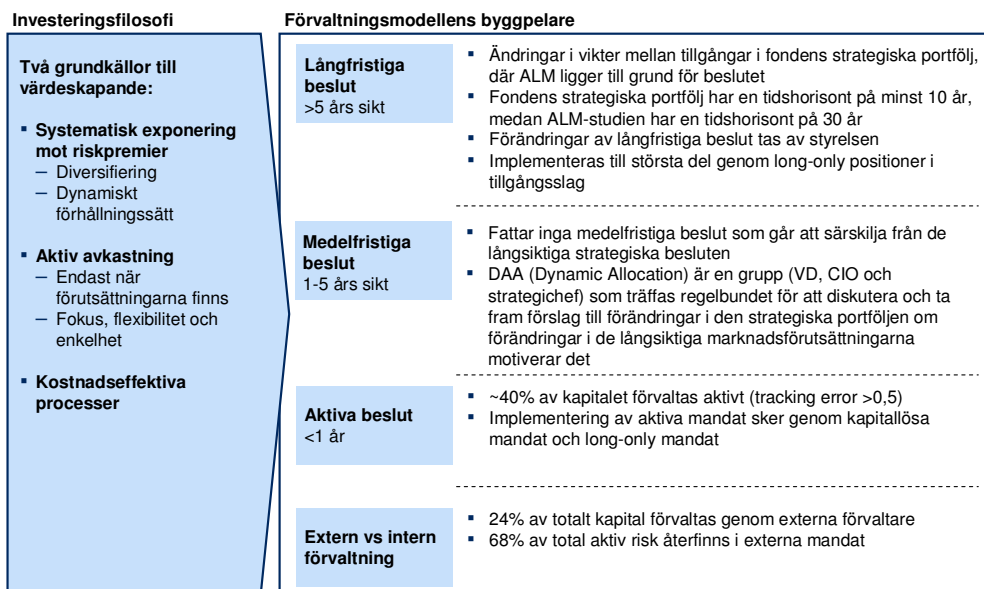 Investeringsfilosofi
Två grundkällor till
värdeskapande:
▪ Systematisk exponering
mot riskpremier
– Diversifiering
– Dynamiskt
förhållningssätt
▪ Aktiv avkastning
– Endast när
förutsättningarna finns
– Fokus, flexibilitet och
enkelhet
▪ Kostnadseffektiva
processer
Förvaltningsmodellens byggpelare
Långfristiga
beslut
>5 års sikt
▪ Ändringar i vikter mellan tillgångar i fondens strategiska portfölj,
där ALM ligger till grund för beslutet
▪ Fondens strategiska portfölj har en tidshorisont på minst 10 år,
medan ALM-studien har en tidshorisont på 30 år
▪ Förändringar av långfristiga beslut tas av styrelsen
▪ Implementeras till största del genom long-only positioner i
tillgångsslag
Medelfristiga
beslut
1-5 års sikt
▪ Fattar inga medelfristiga beslut som går att särskilja från de
långsiktiga strategiska besluten
▪ DAA (Dynamic Allocation) är en grupp (VD, CIO och
strategichef) som träffas regelbundet för att diskutera och ta
fram förslag till förändringar i den strategiska portföljen om
förändringar i de långsiktiga marknadsförutsättningarna
motiverar det
Aktiva beslut
<1 år
▪ ~40% av kapitalet förvaltas aktivt (tracking error >0,5)
▪ Implementering av aktiva mandat sker genom kapitallösa
mandat och long-only mandat
Extern vs intern
förvaltning
▪ 24% av totalt kapital förvaltas genom externa förvaltare
▪ 68% av total aktiv risk återfinns i externa mandat